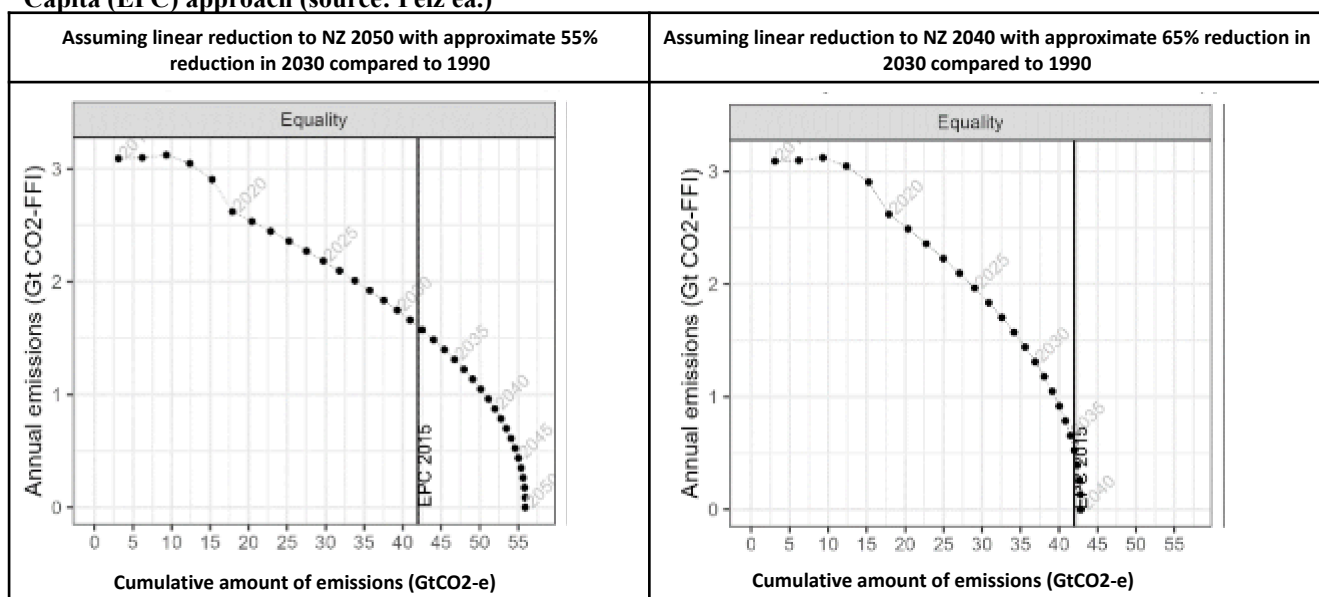 Capita (EPC) approach (source: Pelz ea.)
Assuming linear reduction to NZ 2050 with approximate 55%
reduction in 2030 compared to 1990
Equality
Annual emissions (Gt CO2-FFI)
3
2
1
0
2020
2025
2030
2035
2040
2045
2050
EPC 2015
0 5 10 15 20 25 30 35 40 45 50 55
Cumulative amount of emissions (GtCO2-e)
Assuming linear reduction to NZ 2040 with approximate 65% reduction in
2030 compared to 1990
Equality
Annual emissions (Gt CO2-FFI)
3
2
1
0
2020
2025
2030
2035
2040
EPC 2015
0 5 10 15 20 25 30 35 40 45 50 55
Cumulative amount of emissions (GtCO2-e)